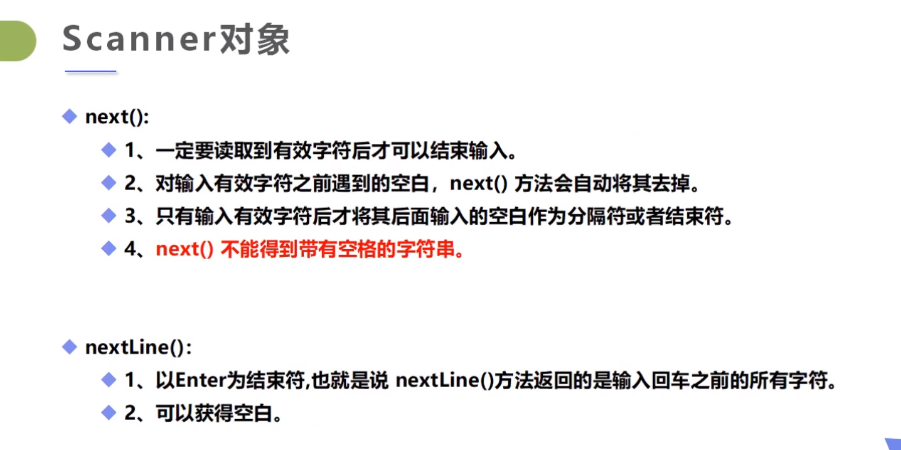 Scanner对象
next():
1、一定要读取到有效字符后才可以结束输入。
2、对输入有效字符之前遇到的空白，next() 方法会自动将其去掉。
3、只有输入有效字符后才将其后面输入的空白作为分隔符或者结束符。
4、next() 不能得到带有空格的字符串。
nextLine():
1、以Enter为结束符,也就是说 nextLine()方法返回的是输入回车之前的所有字符。
2、可以获得空白。